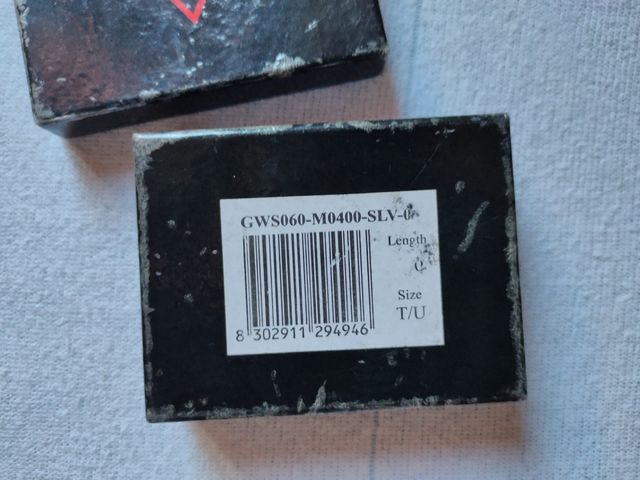 GWS060-M0400-SLV-0
Length
0
Size
T/U
8 302911 294946